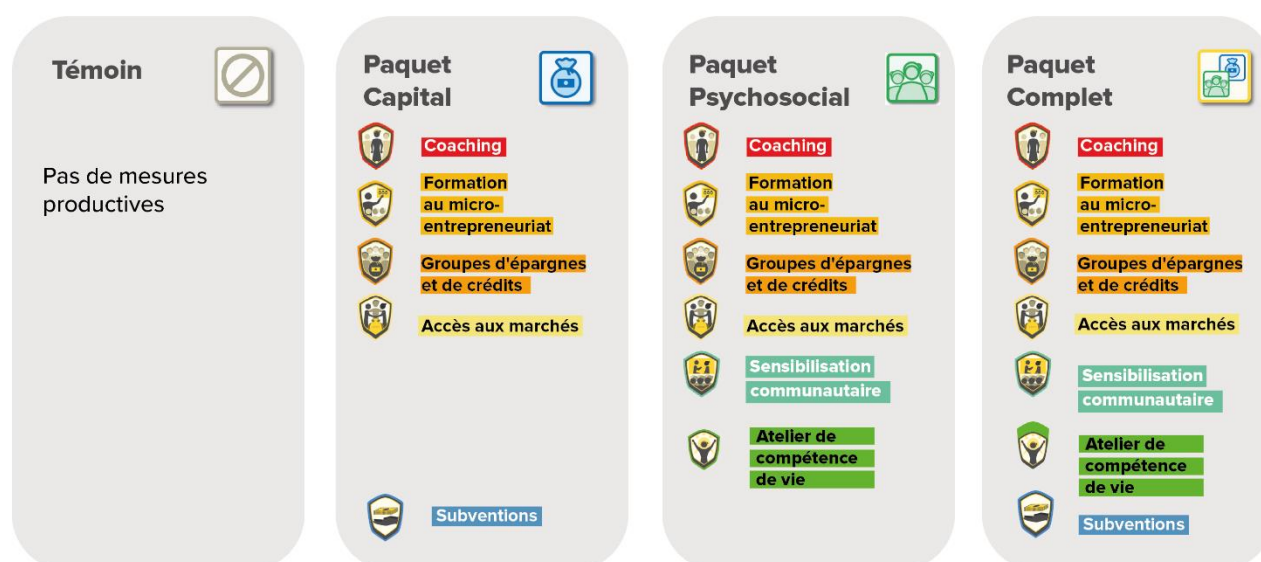 Témoin
Pas de mesures
productives
Paquet
Capital
Coaching
Formation
au micro-
entrepreneuriat
Groupes d'épargnes
et de crédits
Accès aux marchés
Subventions
Paquet
Psychosocial
Coaching
Formation
au micro-
entrepreneuriat
Groupes d'épargnes
et de crédits
Accès aux marchés
Sensibilisation
communautaire
Atelier de
compétence
de vie
Paquet
Complet
Coaching
Formation
au micro-
entrepreneuriat
Groupes d'épargnes
et de crédits
Accès aux marchés
Sensibilisation
communautaire
Atelier de
compétence
de vie
Subventions